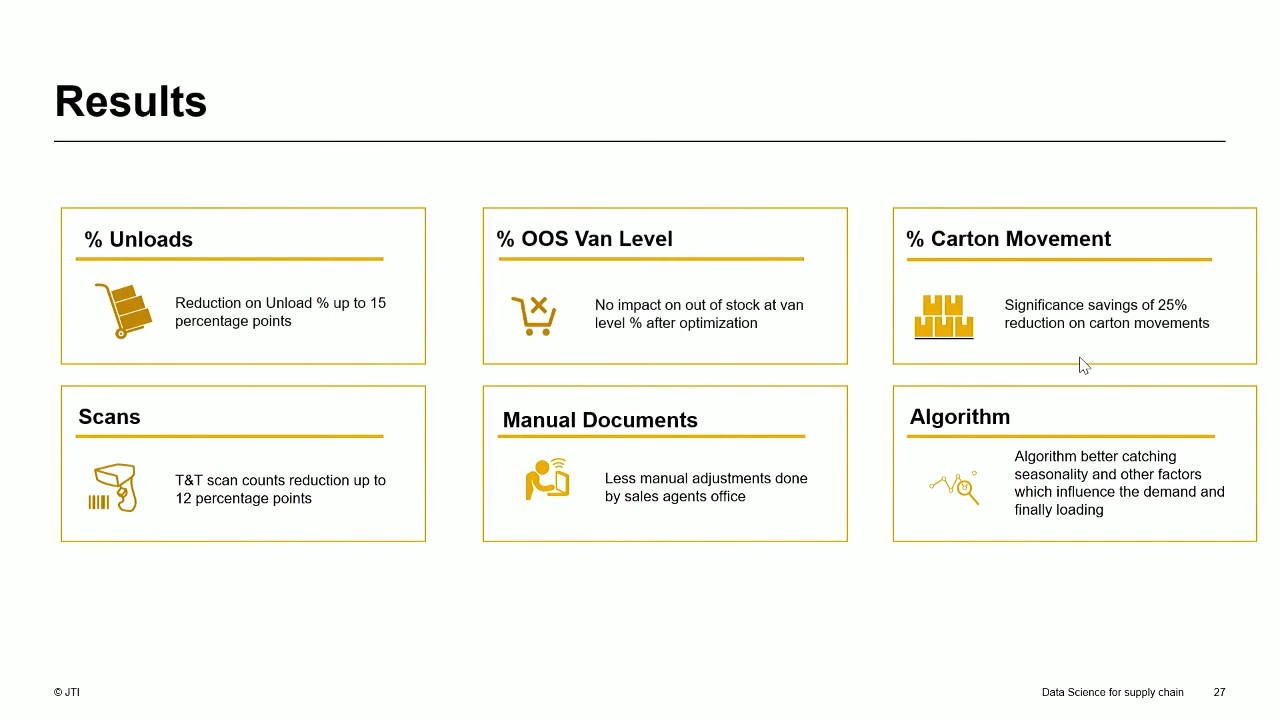 Results
% Unloads
Reduction on Unload % up to 15
percentage points
% OOS Van Level
No impact on out of stock at van
level % after optimization
% Carton Movement
Significance savings of 25%
reduction on carton movements
Scans
T&T scan counts reduction up to
12 percentage points
Manual Documents
Less manual adjustments done
by sales agents office
Algorithm
Algorithm better catching
seasonality and other factors
which influence the demand and
finally loading
© JTI
Data Science for supply chain 27